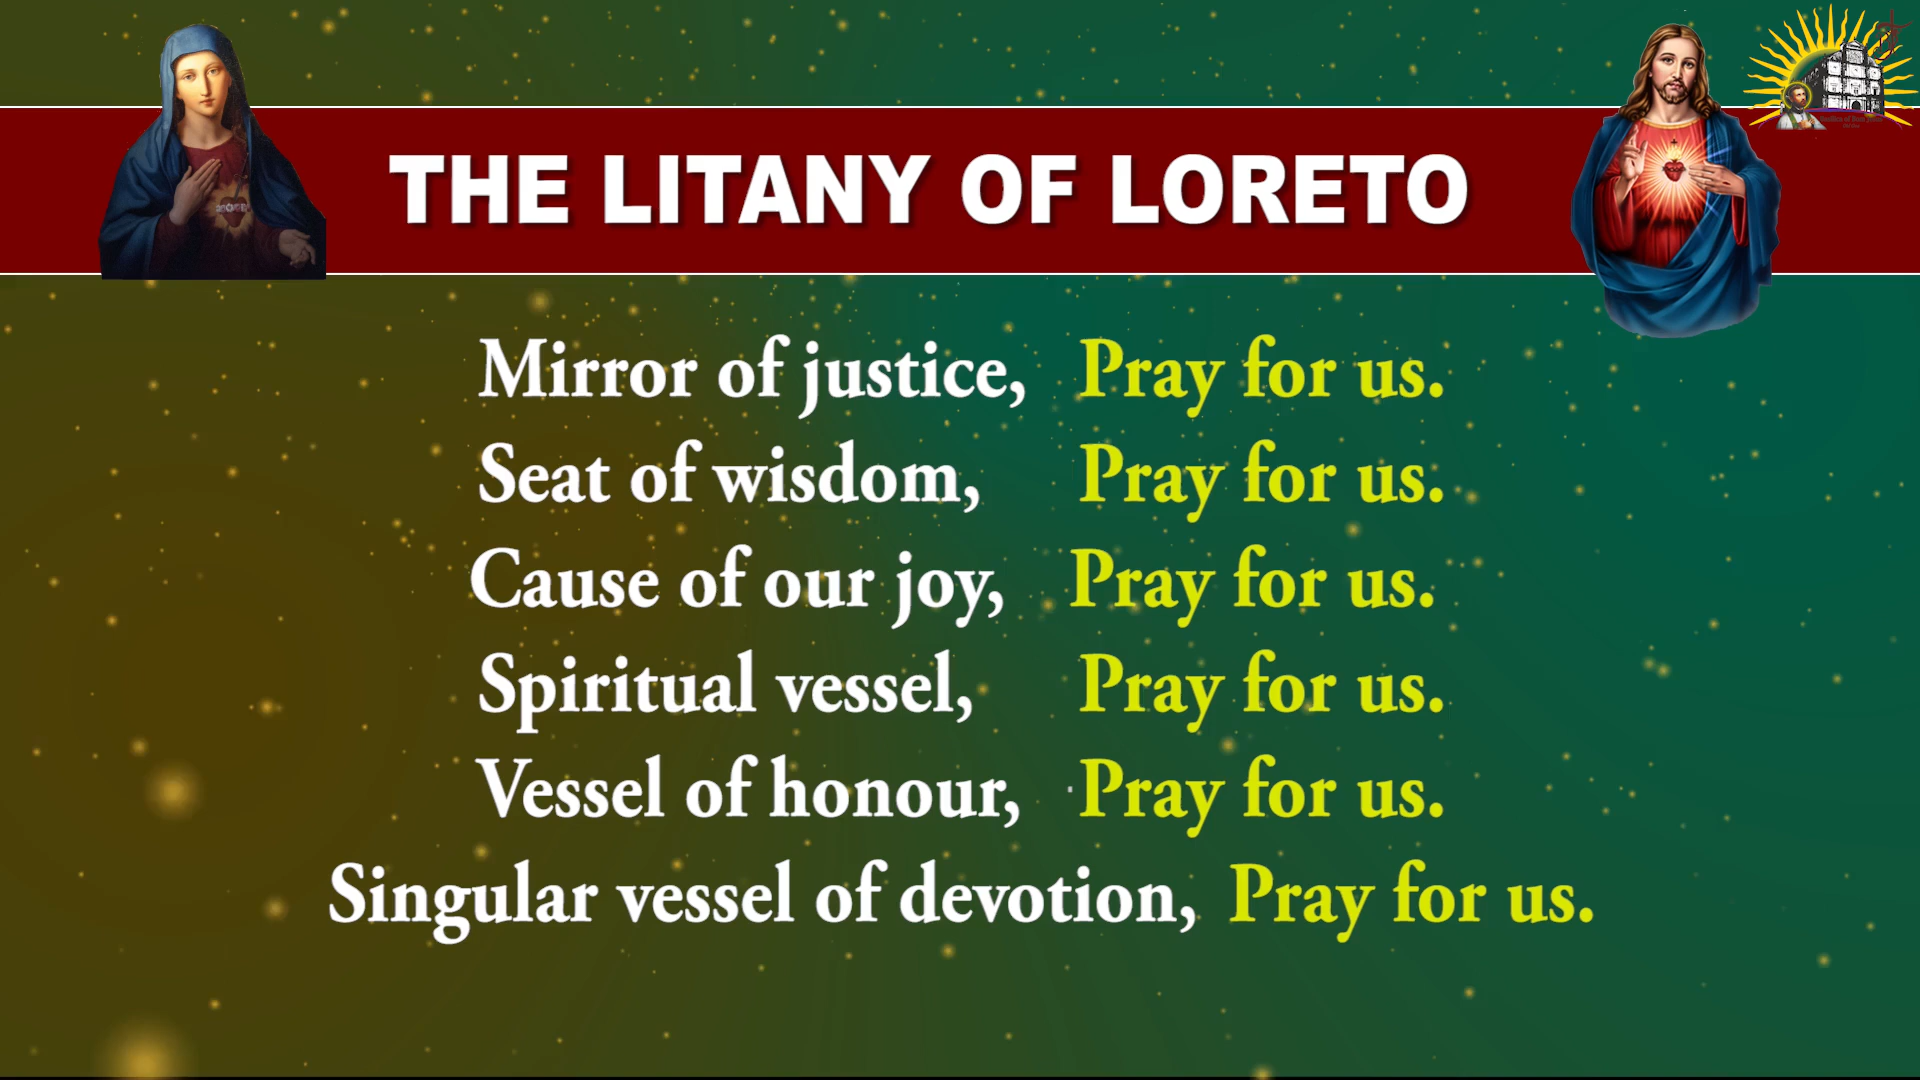 THE LITANY OF LORETO
Mirror of justice, Pray for us.
Seat of wisdom, Pray for us.
Cause of our joy, Pray for us.
Spiritual vessel, Pray for us.
Vessel of honour, Pray for us.
Singular vessel of devotion, Pray for us.